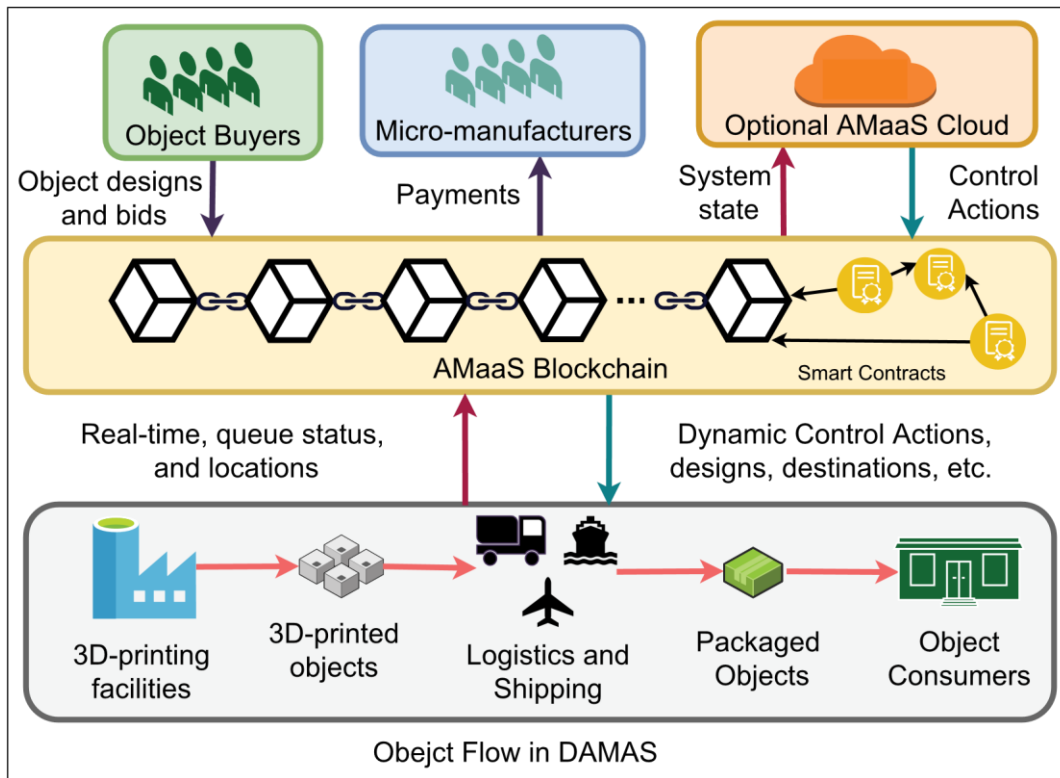 Object Buyers
Micro-manufacturers
Optional AMaaS Cloud
Object designs
and bids
Payments
System
state
Control
Actions
...
AMaaS Blockchain
Smart Contracts
Real-time, queue status,
and locations
Dynamic Control Actions,
designs, destinations, etc.
3D-printing
facilities
3D-printed
objects
Logistics and
Shipping
Packaged
Objects
Object
Consumers
Obejct Flow in DAMAS